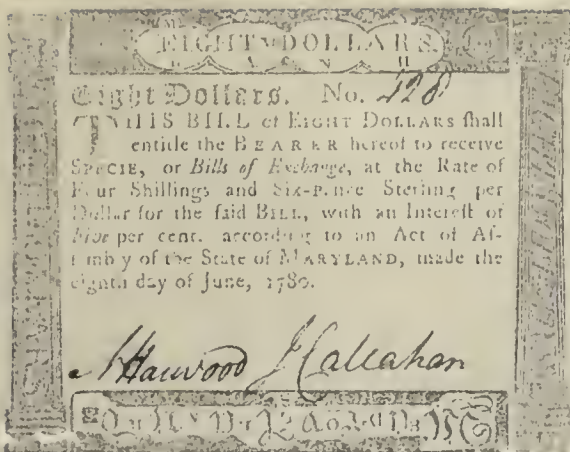 EIGHT DOLLARS
Eight Dollars. No. 428
THIS BILL of EIGHT DOLLARS ſhall
entitle the BEARER hereof to receive
SPECIE, or Bills of Exchange, at the Rate of
Four Shillings and Six-pence Sterling per
Dollar for the ſaid BILL, with an Intereſt of
Five per cent. according to an Act of Aſ-
ſembly of the State of MARYLAND, made the
eighth day of June, 1780.
Harwood J Callahan